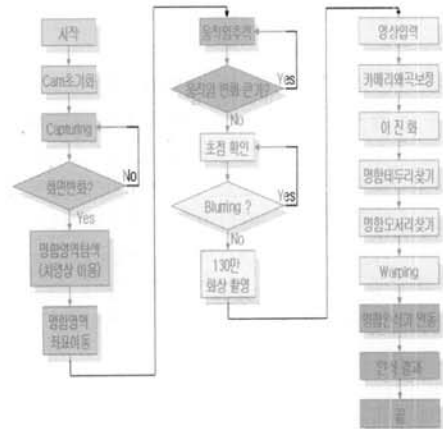 시작
Cam초기화
Capturing
화면변화?
No
Yes
명함영역탐색
(저영상 이용)
명함영역
좌표이동
움직임추적
움직임 변화 큰가?
Yes
No
초점 확인
Blurring ?
Yes
No
130만
화상 촬영
영상입력
카메라왜곡보정
이 진 화
명함테두리찾기
명함모서리찾기
Warping
명함인식기 연동
인식 결과
끝